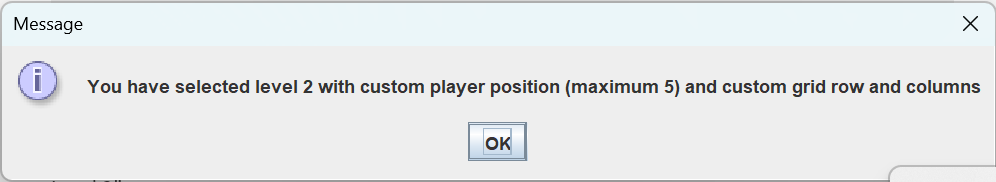 Message
You have selected level 2 with custom player position (maximum 5) and custom grid row and columns
OK